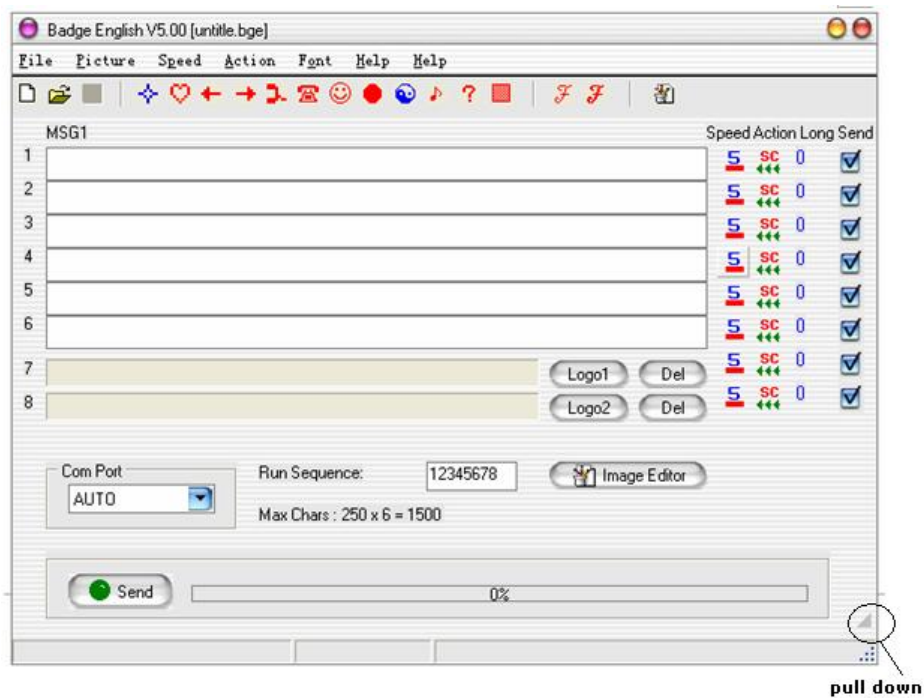 Badge English V5.00 [untitle.bge]
File Picture Speed Action Font Help Help
MSG1 Speed Action Long Send
1 5 SC 0
2 5 SC 0
3 5 SC 0
4 5 SC 0
5 5 SC 0
6 5 SC 0
7 Logo1 Del 5 SC 0
8 Logo2 Del 5 SC 0
Com Port
AUTO
Run Sequence: 12345678 Image Editor
Max Chars : 250 x 6 = 1500
Send 0%
pull down